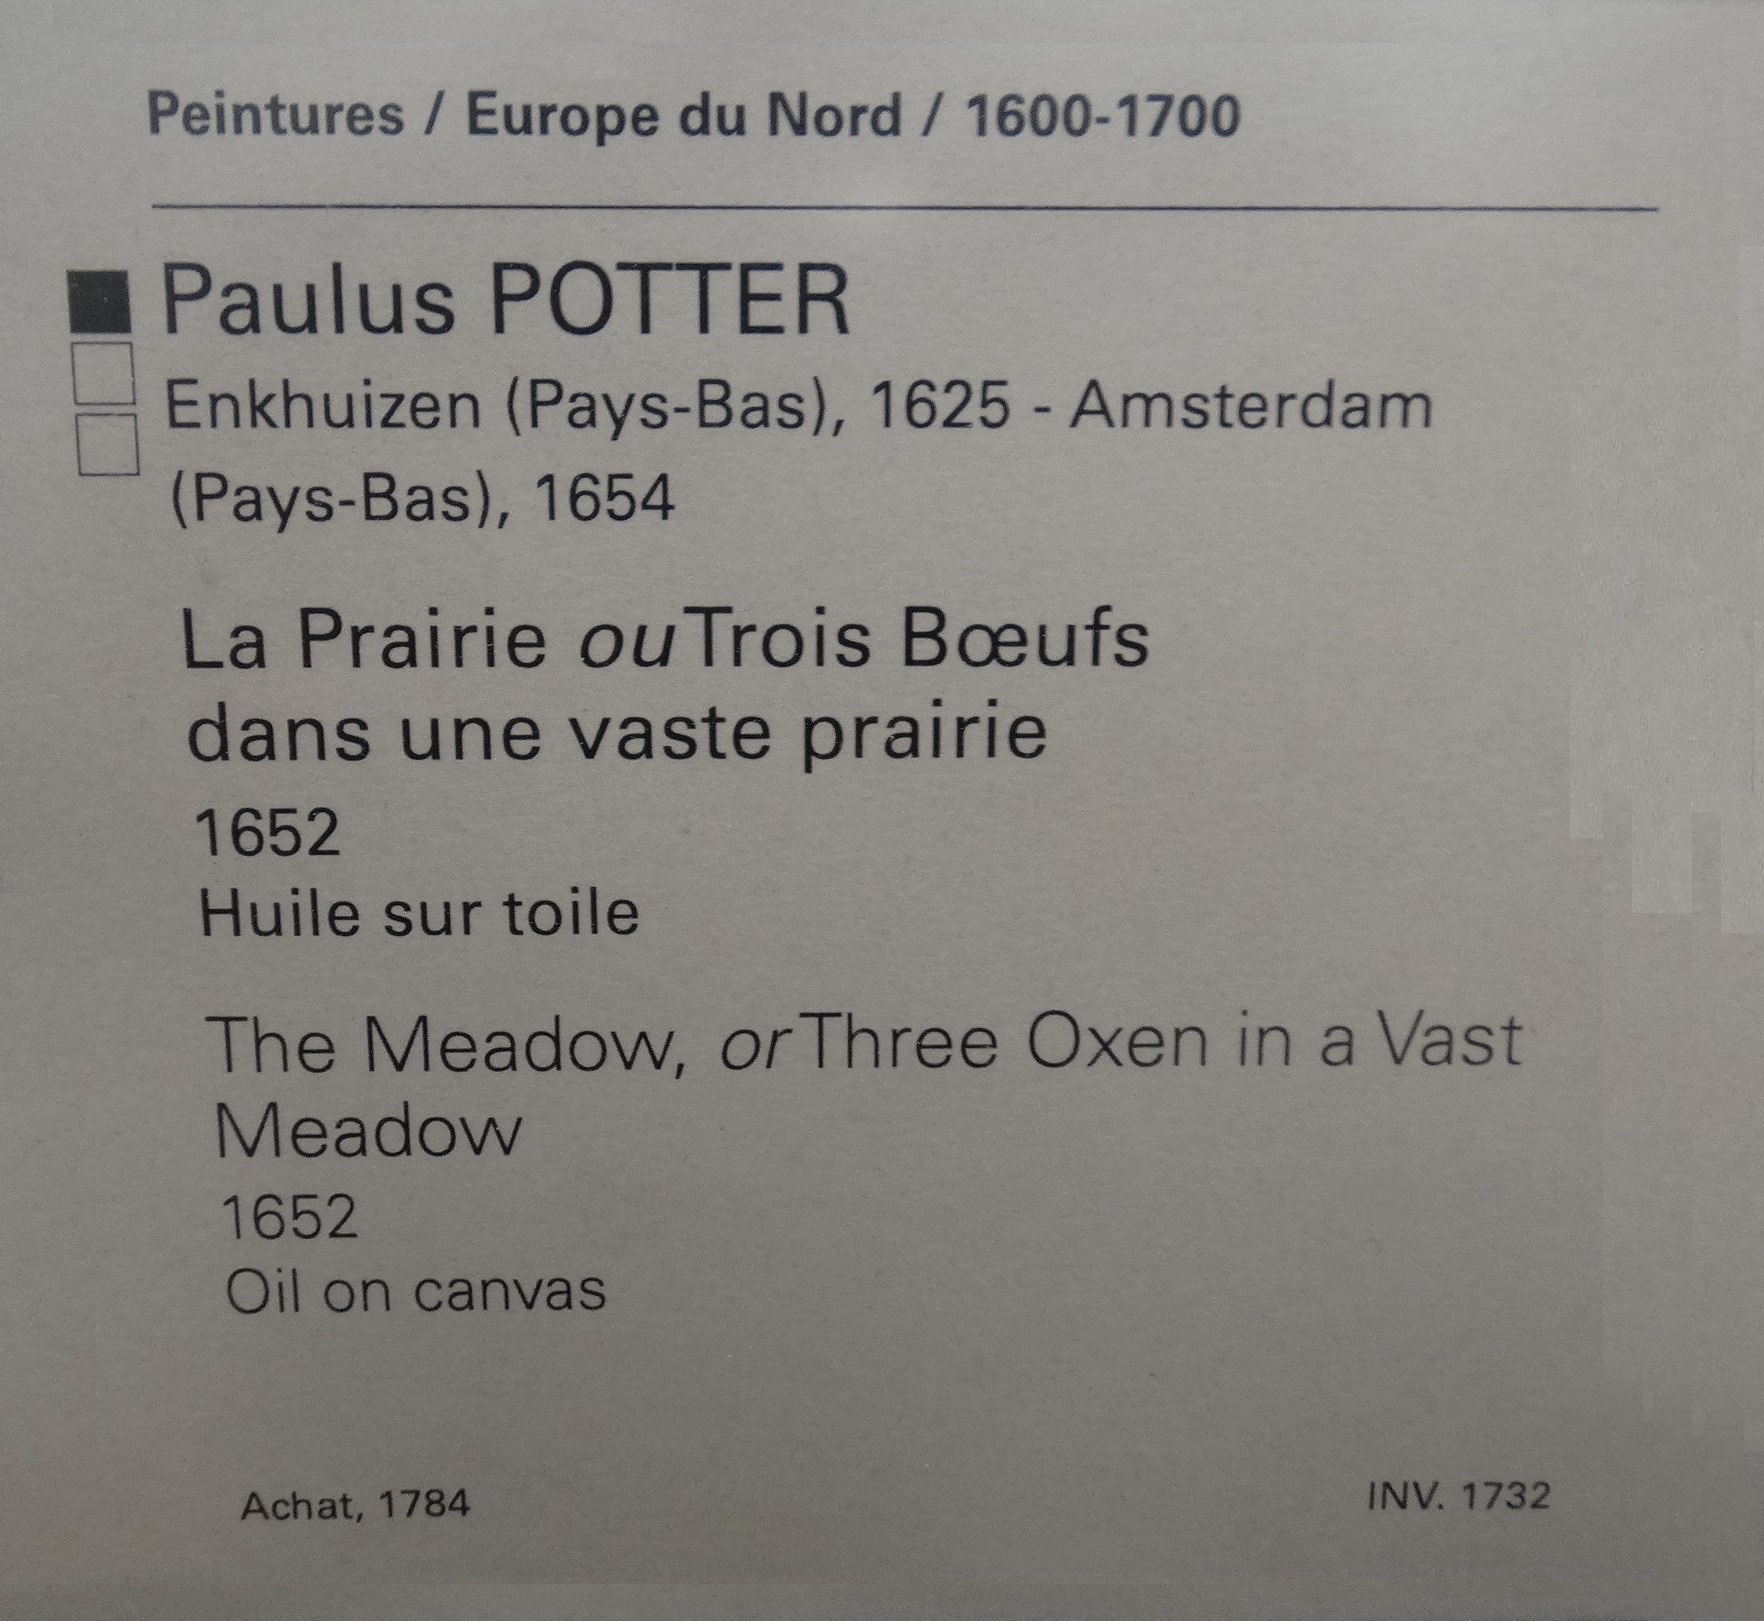 Peintures / Europe du Nord / 1600-1700
Paulus POTTER
Enkhuizen (Pays-Bas), 1625 - Amsterdam
(Pays-Bas), 1654
La Prairie ou Trois Bœufs
dans une vaste prairie
1652
Huile sur toile
The Meadow, or Three Oxen in a Vast
Meadow
1652
Oil on canvas
Achat, 1784
INV. 1732